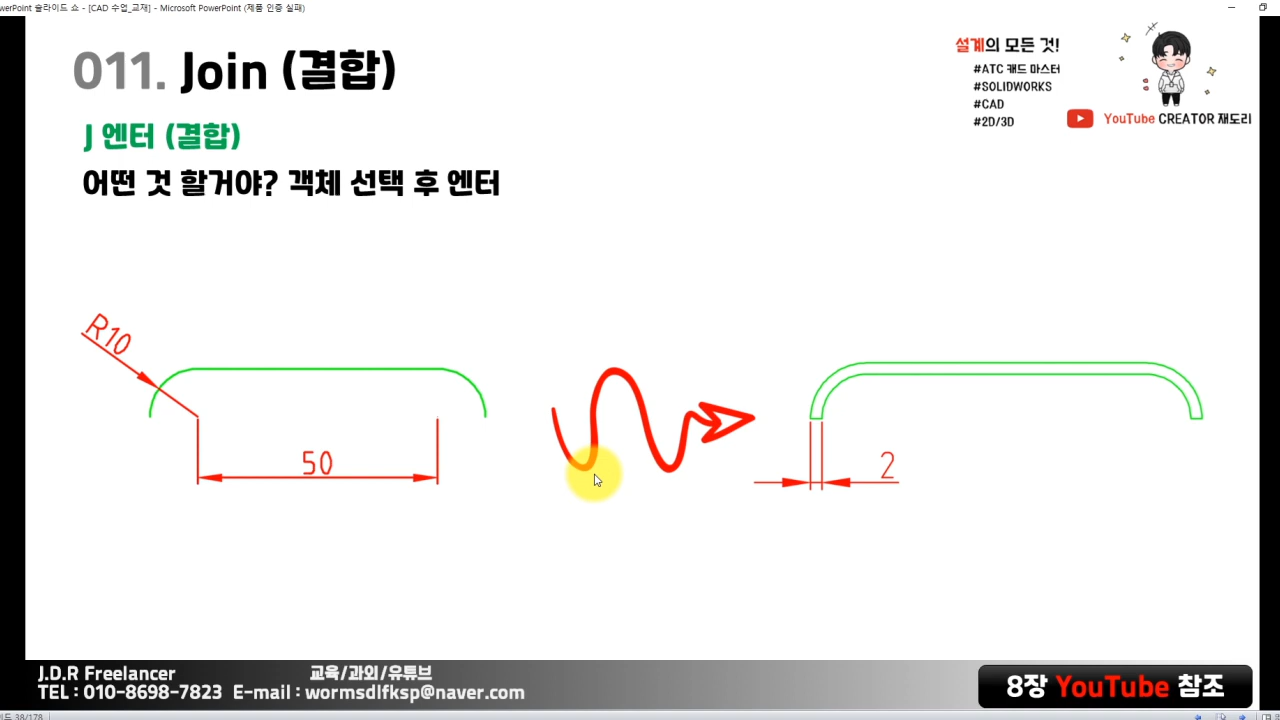 owerPoint 슬라이드 쇼 - [CAD 수업_교재] - Microsoft PowerPoint (제품 인증 실패)
011. Join (결합)
J 엔터 (결합)
어떤 것 할거야? 객체 선택 후 엔터
설계의 모든 것!
#ATC 캐드 마스터
#SOLIDWORKS
#CAD
#2D/3D
YouTube CREATOR 재도리
R10
50
2
J.D.R Freelancer 교육/과외/유튜브
TEL : 010-8698-7823 E-mail : wormsdlfksp@naver.com
8장 YouTube 참조
이드 38/178